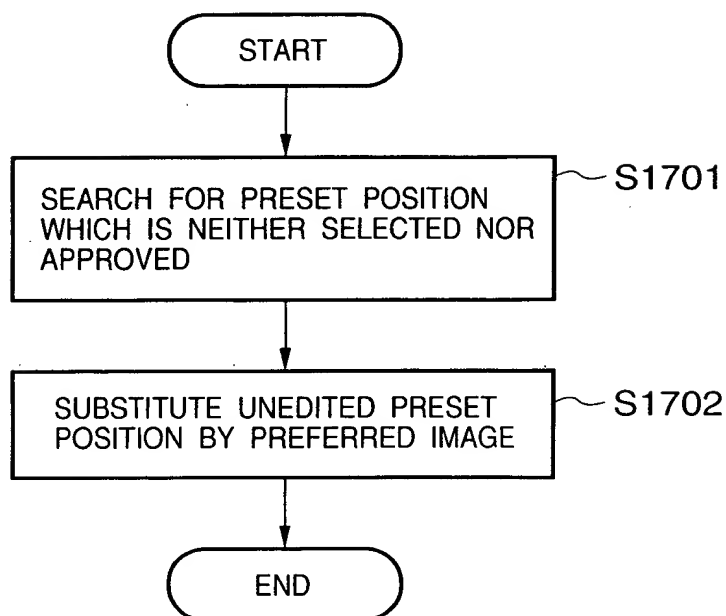 START
SEARCH FOR PRESET POSITION
WHICH IS NEITHER SELECTED NOR
APPROVED
S1701
SUBSTITUTE UNEDITED PRESET
POSITION BY PREFERRED IMAGE
S1702
END